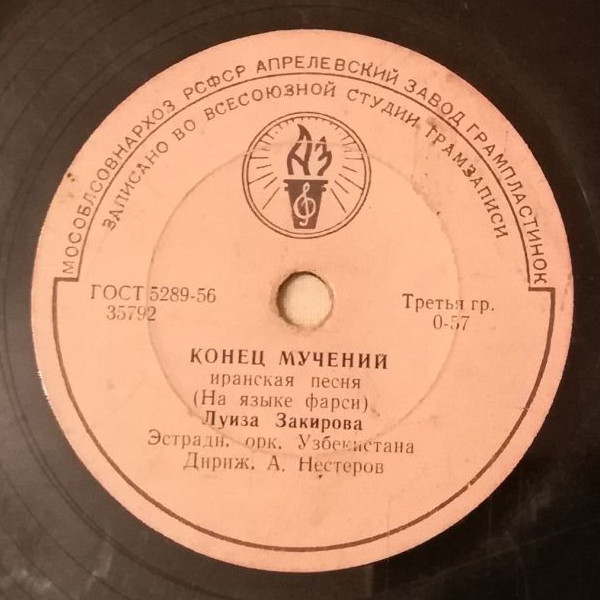 МОСОБЛСОВНАРХОЗ РСФСР АПРЕЛЕВСКИЙ ЗАВОД ГРАМПЛАСТИНОК
ЗАПИСАНО ВО ВСЕСОЮЗНОЙ СТУДИИ ГРАМЗАПИСИ
АЗ
ГОСТ 5289-56
35792
Третья гр.
0-57
КОНЕЦ МУЧЕНИЙ
иранская песня
(На языке фарси)
Луиза Закирова
Эстрадн. орк. Узбекистана
Дириж. А. Нестеров